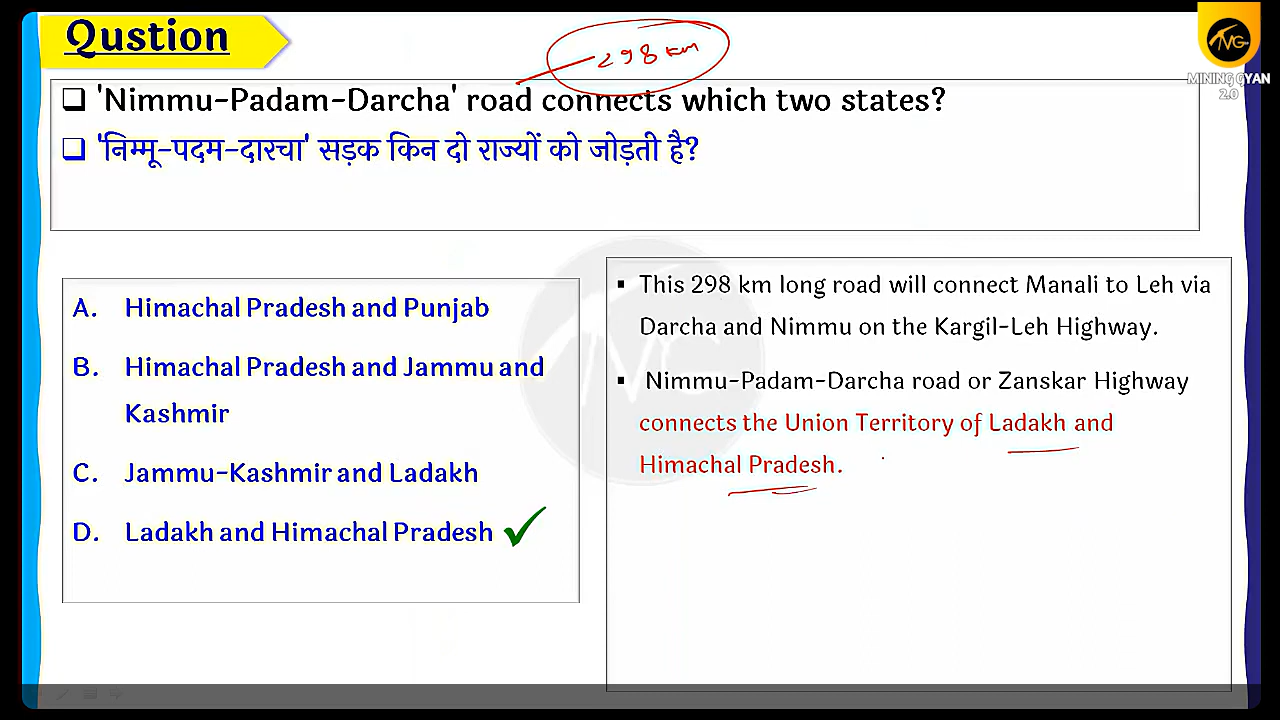 Qustion
298 km
MINING GYAN
2.0
❑ 'Nimmu-Padam-Darcha' road connects which two states?
❑ 'निम्मू-पदम-दारचा' सड़क किन दो राज्यों को जोड़ती है?
A. Himachal Pradesh and Punjab
B. Himachal Pradesh and Jammu and
Kashmir
C. Jammu-Kashmir and Ladakh
D. Ladakh and Himachal Pradesh ✓
▪ This 298 km long road will connect Manali to Leh via
Darcha and Nimmu on the Kargil-Leh Highway.
▪ Nimmu-Padam-Darcha road or Zanskar Highway
connects the Union Territory of Ladakh and
Himachal Pradesh.